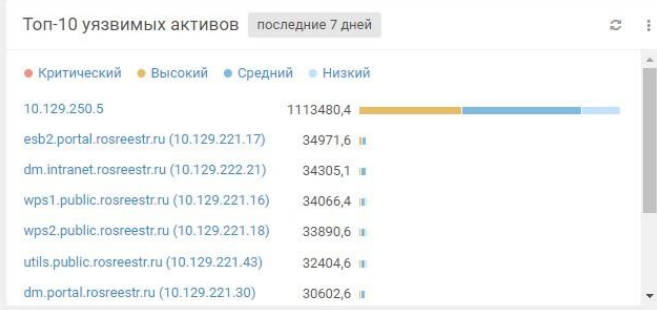 Топ-10 уязвимых активов последние 7 дней
Критический Высокий Средний Низкий
10.129.250.5 1113480,4
esb2.portal.rosreestr.ru (10.129.221.17) 34971,6
dm.intranet.rosreestr.ru (10.129.222.21) 34305,1
wps1.public.rosreestr.ru (10.129.221.16) 34066,4
wps2.public.rosreestr.ru (10.129.221.18) 33890,6
utils.public.rosreestr.ru (10.129.221.43) 32404,6
dm.portal.rosreestr.ru (10.129.221.30) 30602,6